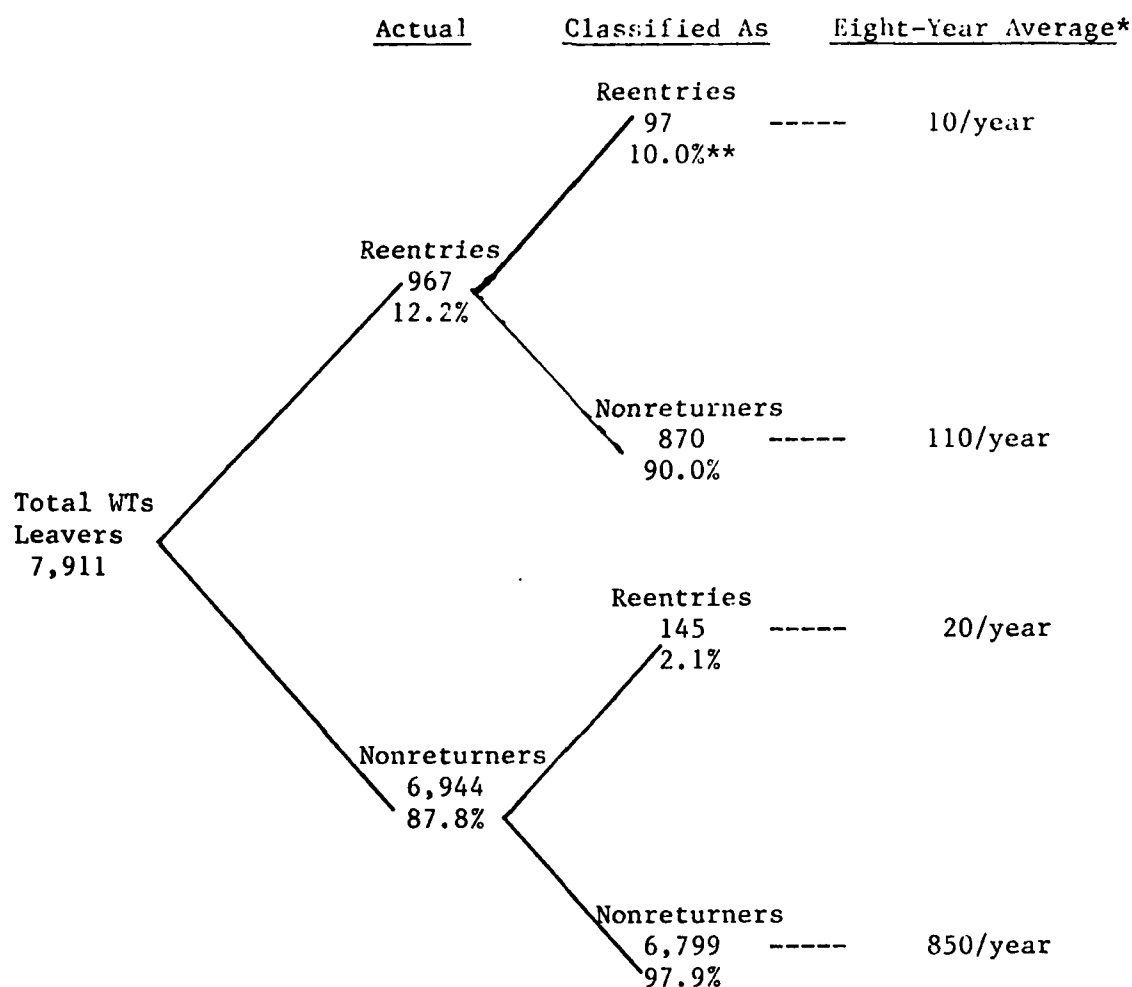 Actual Classified As Eight-Year Average*
Reentries
97 ----- 10/year
10.0%**
Reentries
967
12.2%
Nonreturners
870 ----- 110/year
90.0%
Total WTs
Leavers
7,911
Reentries
145 ----- 20/year
2.1%
Nonreturners
6,944
87.8%
Nonreturners
6,799 ----- 850/year
97.9%